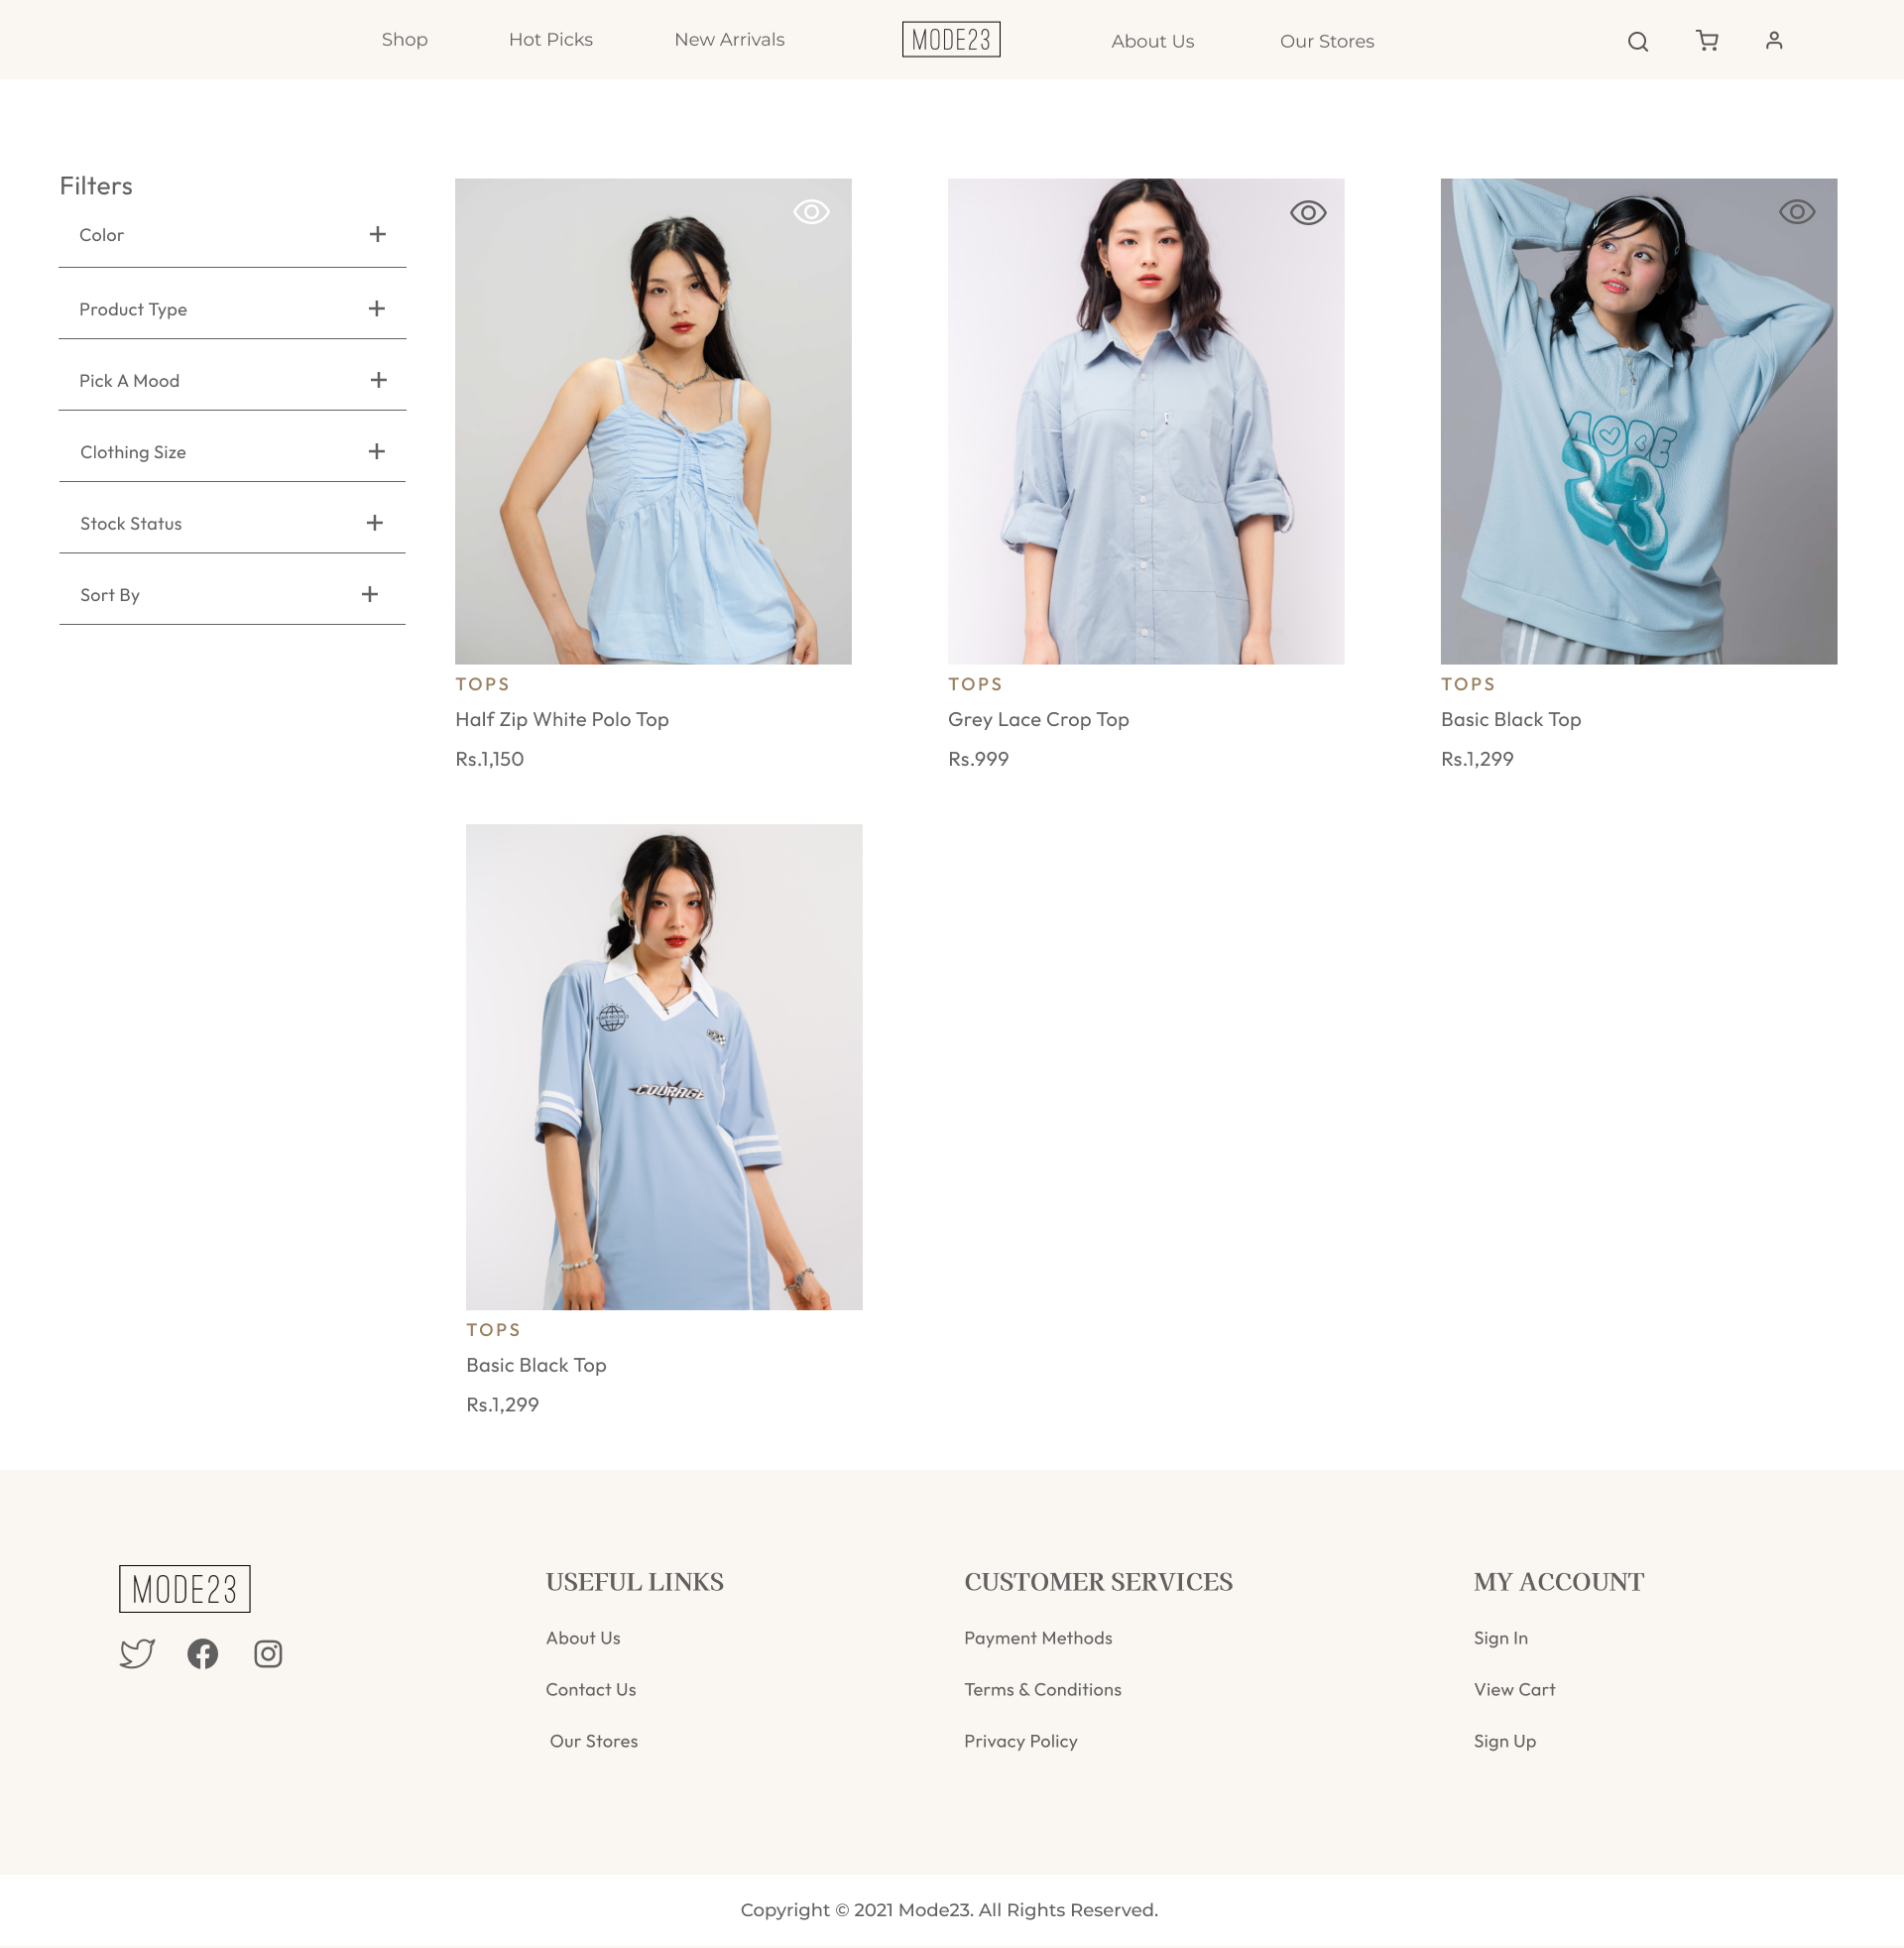 Shop Hot Picks New Arrivals MODE23 About Us Our Stores
Filters
Color
Product Type
Pick A Mood
Clothing Size
Stock Status
Sort By
MODE
23
TOPS
Half Zip White Polo Top
Rs.1,150
TOPS
Grey Lace Crop Top
Rs.999
TOPS
Basic Black Top
Rs.1,299
COURAGE
TOPS
Basic Black Top
Rs.1,299
MODE23
USEFUL LINKS
About Us
Contact Us
Our Stores
CUSTOMER SERVICES
Payment Methods
Terms & Conditions
Privacy Policy
MY ACCOUNT
Sign In
View Cart
Sign Up
Copyright © 2021 Mode23. All Rights Reserved.